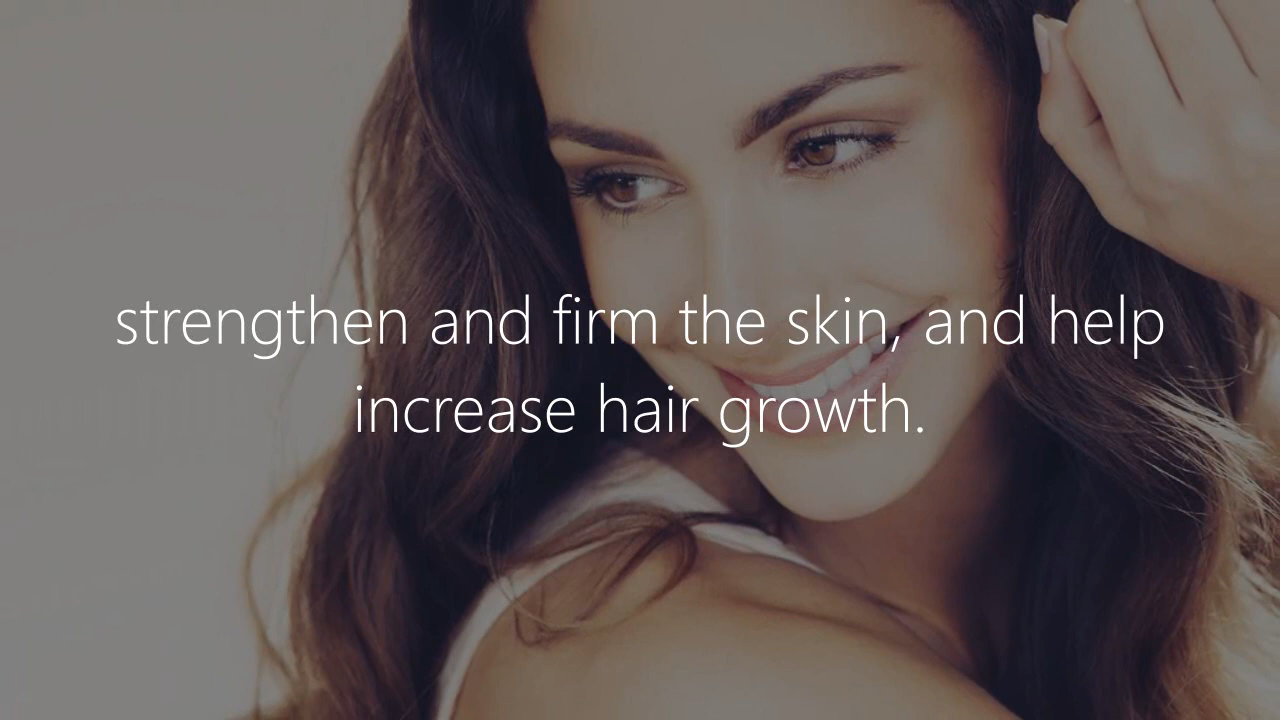 strengthen and firm the skin, and help
increase hair growth.